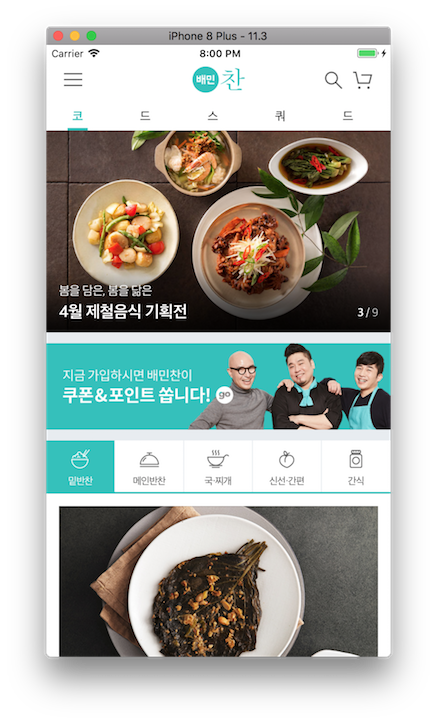 iPhone 8 Plus - 11.3
Carrier 8:00 PM
배민 찬
코 드 스 쿼 드
봄을 담은, 봄을 닮은
4월 제철음식 기획전
3 / 9
지금 가입하시면 배민찬이
쿠폰&포인트 쏩니다! go
밑반찬 메인반찬 국·찌개 신선·간편 간식